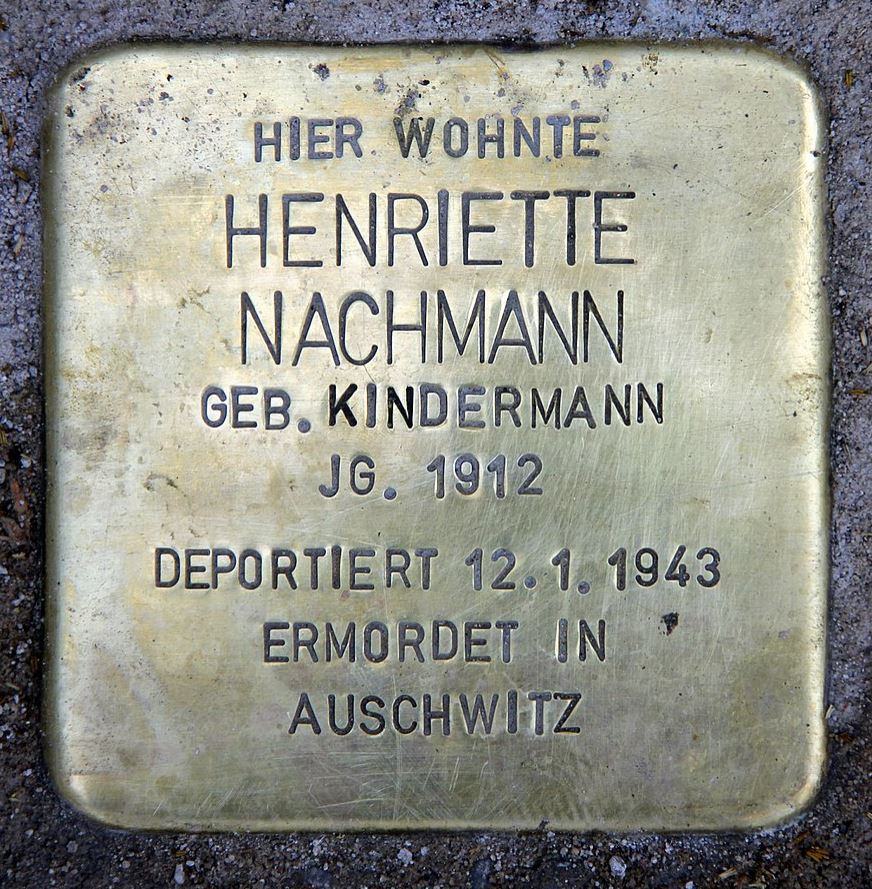 HIER WOHNTE
HENRIETTE
NACHMANN
GEB. KINDERMANN
JG. 1912
DEPORTIERT 12.1.1943
ERMORDET IN
AUSCHWITZ